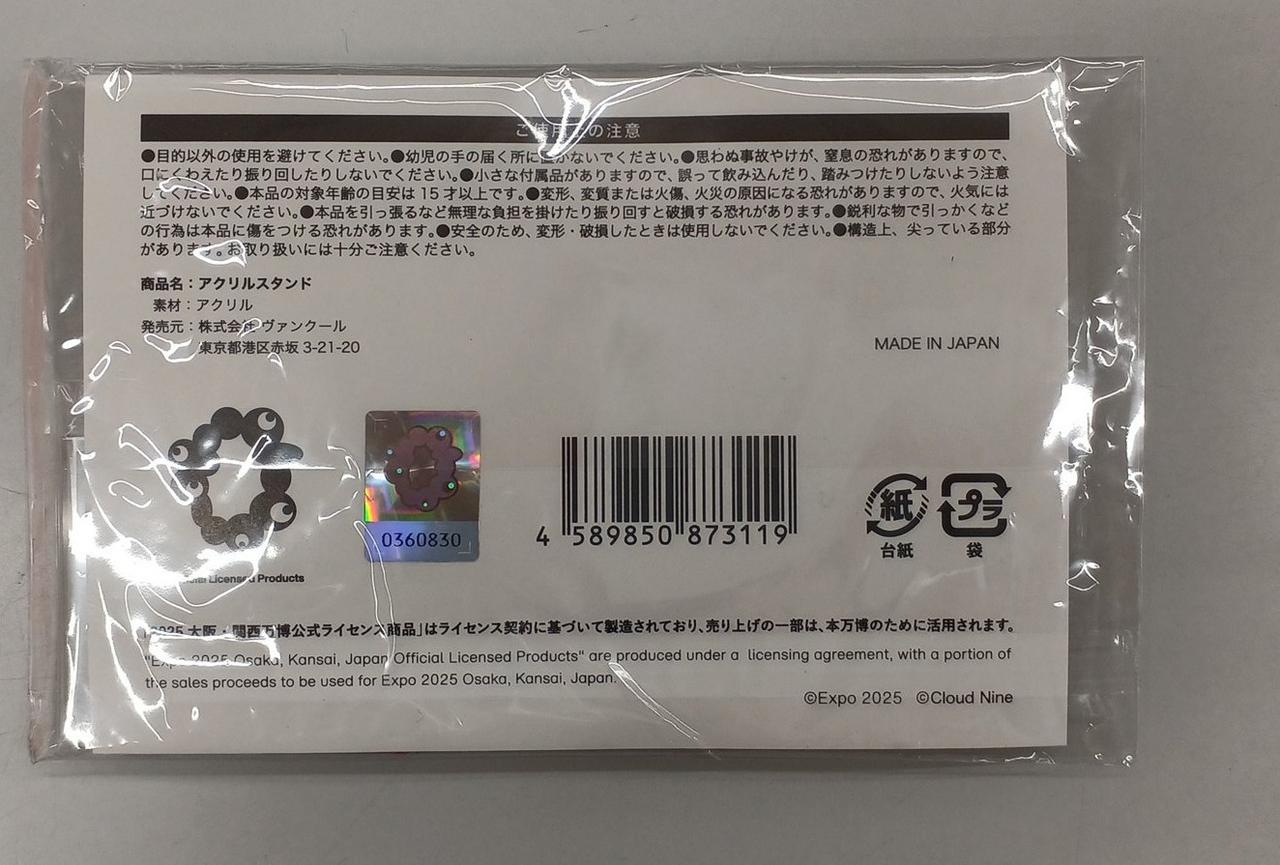 ご使用上の注意
●目的以外の使用を避けてください。●幼児の手の届く所に置かないでください。●思わぬ事故やけが、窒息の恐れがありますので、
口にくわえたり振り回したりしないでください。●小さな付属品がありますので、誤って飲み込んだり、踏みつけたりしないよう注意
してください。●本品の対象年齢の目安は 15 才以上です。●変形、変質または火傷、火災の原因になる恐れがありますので、火気には
近づけないでください。●本品を引っ張るなど無理な負担を掛けたり振り回すと破損する恐れがあります。●鋭利な物で引っかくなど
の行為は本品に傷をつける恐れがあります。●安全のため、変形・破損したときは使用しないでください。●構造上、尖っている部分
があります。お取り扱いには十分ご注意ください。
商品名：アクリルスタンド
素材：アクリル
発売元：株式会社 ヴァンクール
東京都港区赤坂 3-21-20
MADE IN JAPAN
0360830
4 589850 873119
紙
プラ
台紙
袋
Licensed Products
「2025 大阪・関西万博公式ライセンス商品」はライセンス契約に基づいて製造されており、売り上げの一部は、本万博のために活用されます。
"Expo 2025 Osaka, Kansai, Japan Official Licensed Products" are produced under a licensing agreement, with a portion of
the sales proceeds to be used for Expo 2025 Osaka, Kansai, Japan.
©Expo 2025 ©Cloud Nine